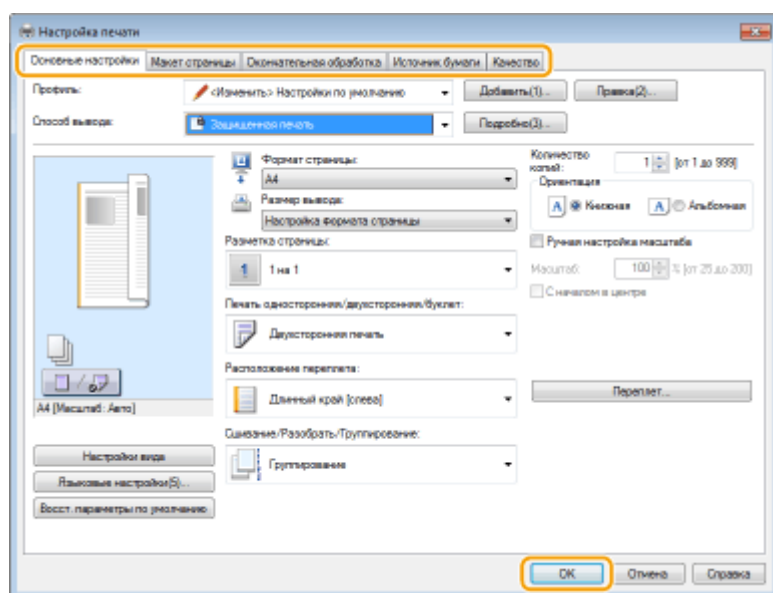 Настройка печати
Основные настройки Макет страницы Окончательная обработка Источник бумаги Качество
Профиль: <Изменить> Настройки по умолчанию Добавить(1)... Правка(2)...
Способ вывода: Защищенная печать Подробно(3)...
Формат страницы:
A4
Размер вывода:
Настройка формата страницы
Разметка страницы:
1 1 на 1
Печать односторонняя/двухсторонняя/буклет:
Двухсторонняя печать
Расположение переплета:
Длинный край [слева]
Сшивание/Разобрать/Группирование:
Группирование
Количество
копий: 1 [от 1 до 999]
Ориентация
A Книжная A Альбомная
Ручная настройка масштаба
Масштаб: 100 % [от 25 до 200]
С началом в центре
Переплет...
A4 [Масштаб: Авто]
Настройки вида
Языковые настройки(5)...
Восст. параметры по умолчанию
OK Отмена Справка